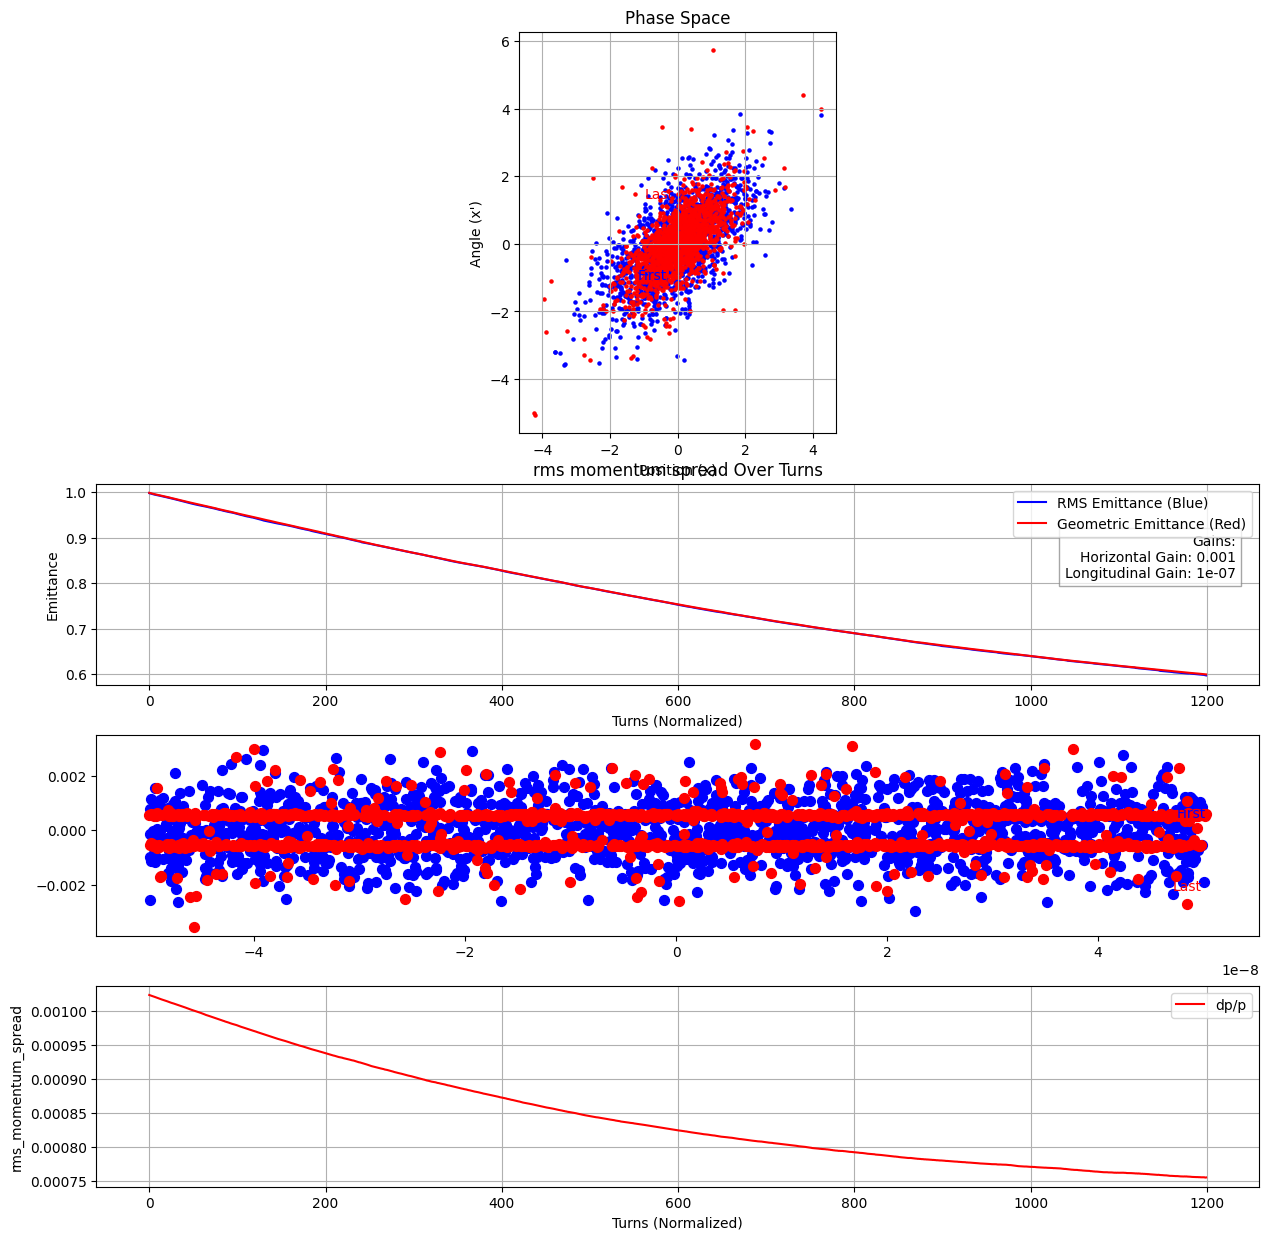 Phase Space
6
4
2
0
−2
−4
Angle (x')
Last
First
−4 −2 0 2 4
Position (x)
rms momentum spread Over Turns
1.0
0.9
0.8
0.7
0.6
Emittance
RMS Emittance (Blue)
Geometric Emittance (Red)
Gains:
Horizontal Gain: 0.001
Longitudinal Gain: 1e-07
0 200 400 600 800 1000 1200
Turns (Normalized)
0.002
0.000
−0.002
First
Last
−4 −2 0 2 4
1e−8
0.00100
0.00095
0.00090
0.00085
0.00080
0.00075
rms_momentum_spread
dp/p
0 200 400 600 800 1000 1200
Turns (Normalized)